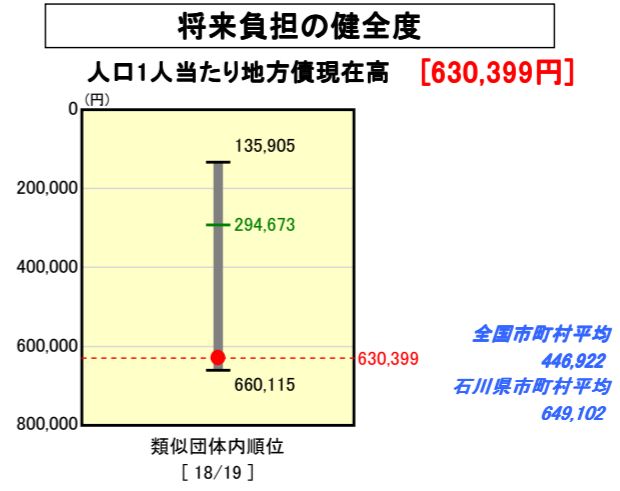 将来負担の健全度
人口1人当たり地方債現在高 [630,399円]
(円)
0
200,000
400,000
600,000
800,000
135,905
294,673
630,399
660,115
全国市町村平均
446,922
石川県市町村平均
649,102
類似団体内順位
[ 18/19 ]